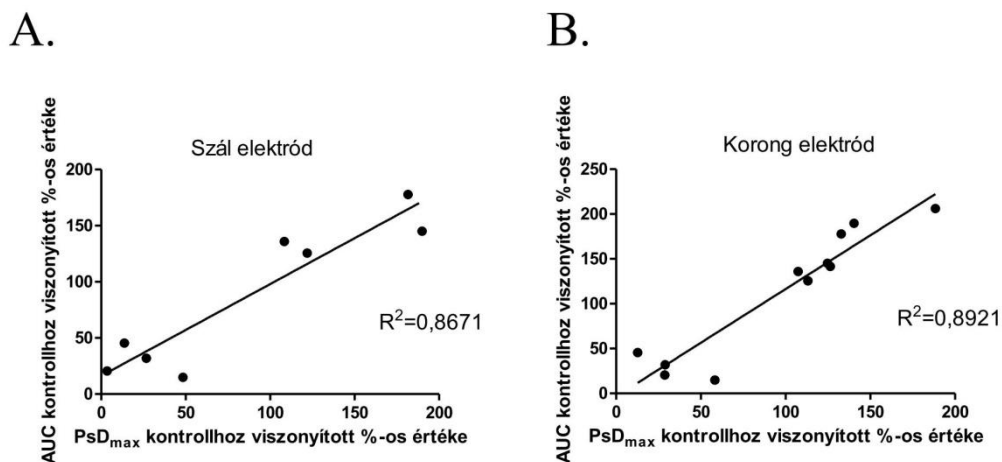 A.
Szál elektród
AUC kontrollhoz viszonyított %-os értéke
200
150
100
50
0
R²=0,8671
0 50 100 150 200
PsDmax kontrollhoz viszonyított %-os értéke
B.
Korong elektród
AUC kontrollhoz viszonyított %-os értéke
250
200
150
100
50
0
R²=0,8921
0 50 100 150 200
PsDmax kontrollhoz viszonyított %-os értéke